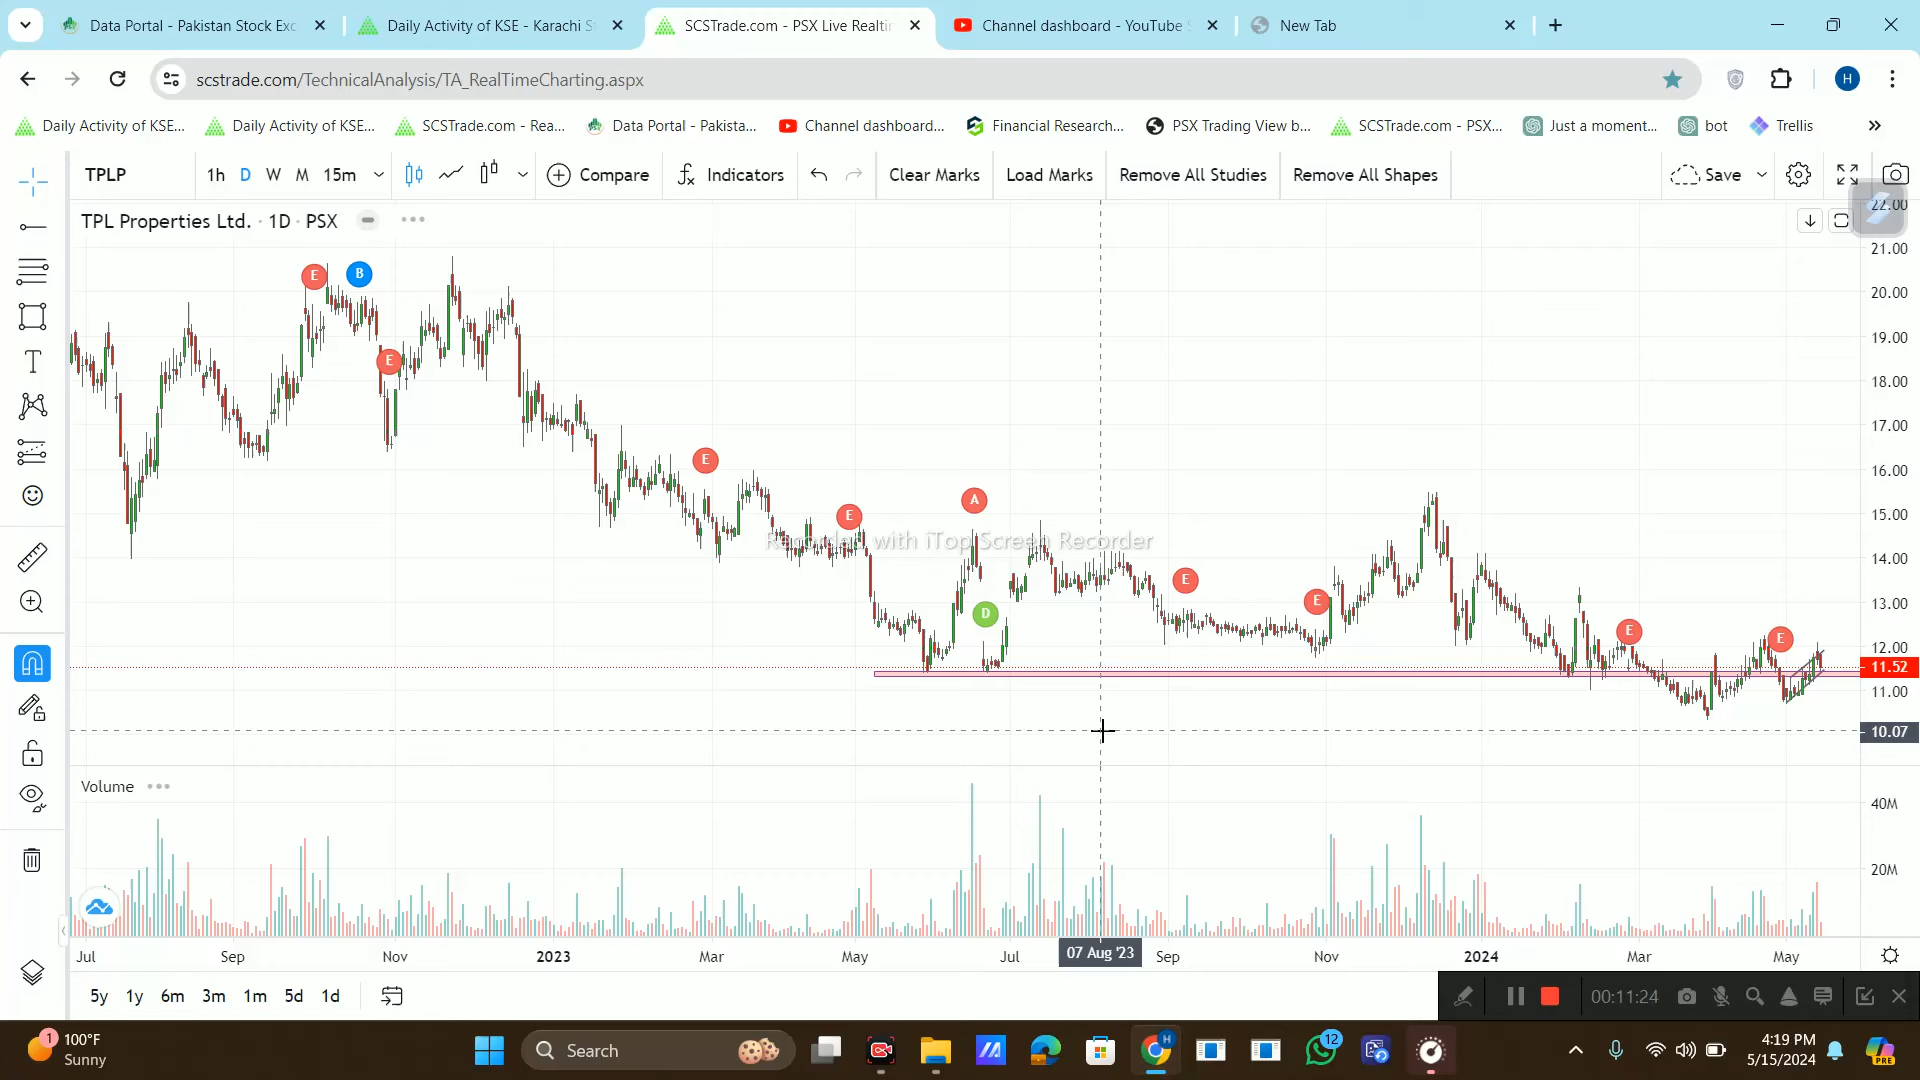 Data Portal - Pakistan Stock Exc
Daily Activity of KSE - Karachi S
SCSTrade.com - PSX Live Realtin
Channel dashboard - YouTube S
New Tab
scstrade.com/TechnicalAnalysis/TA_RealTimeCharting.aspx
H
Daily Activity of KSE...
Daily Activity of KSE...
SCSTrade.com - Rea...
Data Portal - Pakista...
Channel dashboard...
Financial Research...
PSX Trading View b...
SCSTrade.com - PSX...
Just a moment...
bot
Trellis
TPLP
1h
D
W
M
15m
Compare
Indicators
Clear Marks
Load Marks
Remove All Studies
Remove All Shapes
Save
TPL Properties Ltd. · 1D · PSX
22.00
21.00
20.00
19.00
18.00
17.00
16.00
15.00
14.00
13.00
12.00
11.52
11.00
10.07
E
B
E
E
E
A
D
E
E
E
E
Recorded with iTop Screen Recorder
T
Volume
40M
20M
Jul
Sep
Nov
2023
Mar
May
Jul
07 Aug '23
Sep
Nov
2024
Mar
May
5y
1y
6m
3m
1m
5d
1d
00:11:24
1
100°F
Sunny
Search
H
12
4:19 PM
5/15/2024
PRE